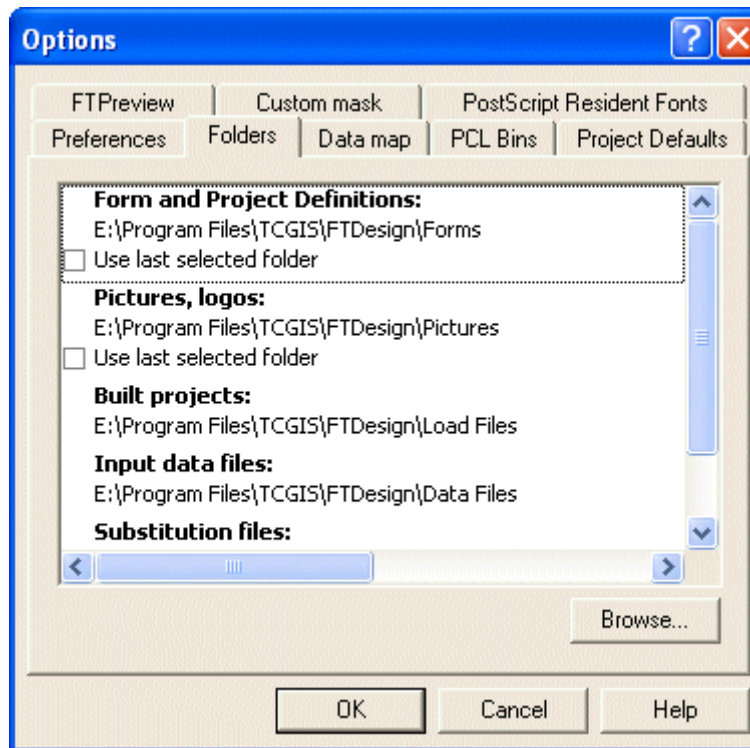 Options
FTPreview Custom mask PostScript Resident Fonts
Preferences Folders Data map PCL Bins Project Defaults
Form and Project Definitions:
E:\Program Files\TCGIS\FTDesign\Forms
Use last selected folder
Pictures, logos:
E:\Program Files\TCGIS\FTDesign\Pictures
Use last selected folder
Built projects:
E:\Program Files\TCGIS\FTDesign\Load Files
Input data files:
E:\Program Files\TCGIS\FTDesign\Data Files
Substitution files:
Browse...
OK Cancel Help